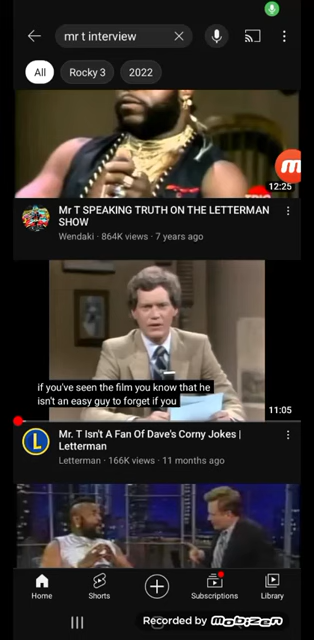 mr t interview
All
Rocky 3
2022
12:25
Mr T SPEAKING TRUTH ON THE LETTERMAN
SHOW
Wendaki · 864K views · 7 years ago
if you've seen the film you know that he
isn't an easy guy to forget if you
11:05
L
Mr. T Isn't A Fan Of Dave's Corny Jokes |
Letterman
Letterman · 166K views · 11 months ago
Home
Shorts
Subscriptions
Library
Recorded by mobizen